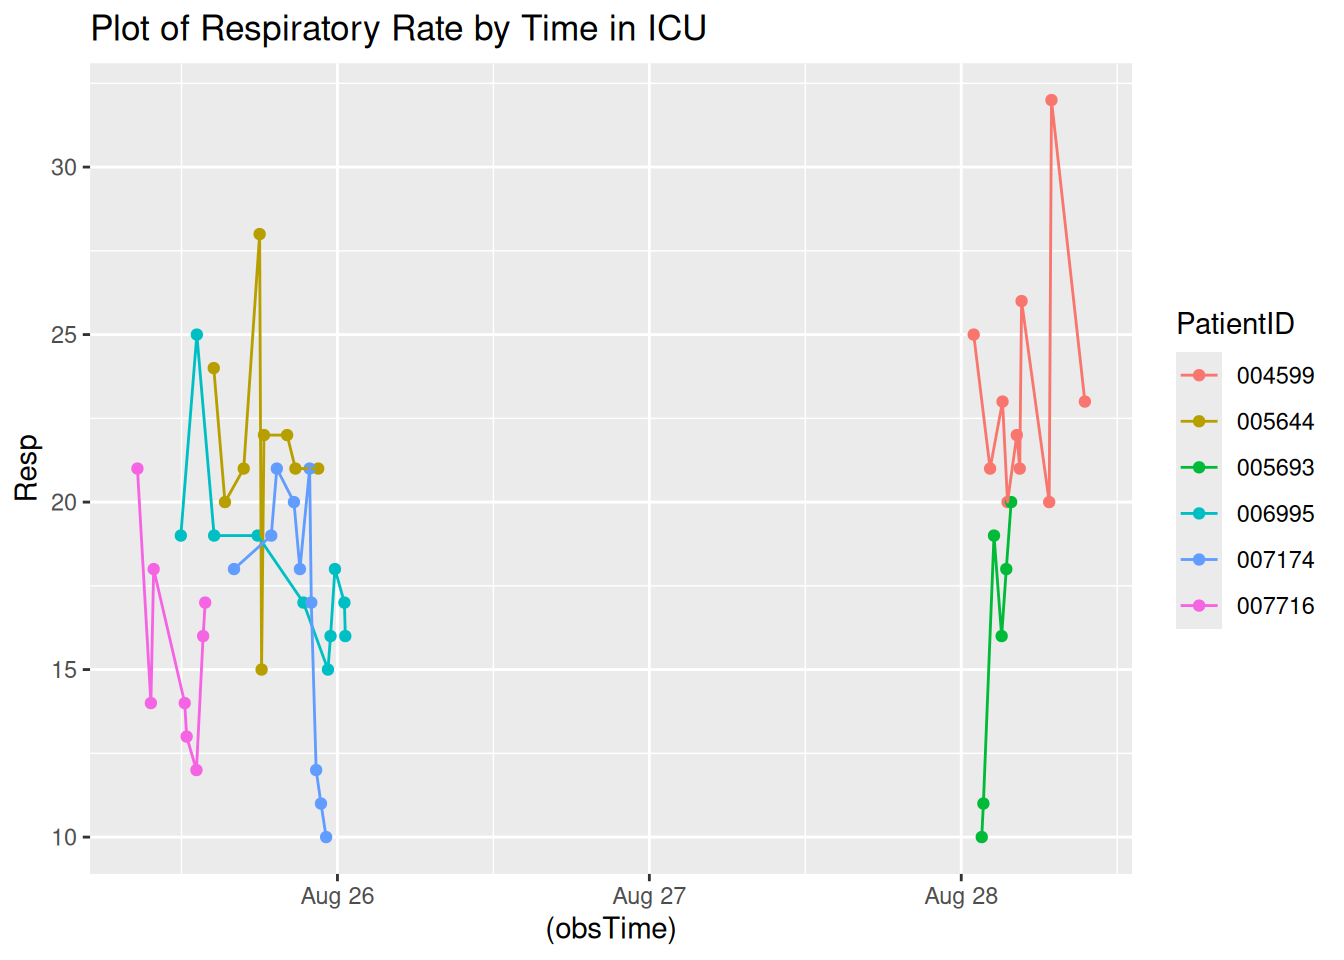 Plot of Respiratory Rate by Time in ICU
30
25
20
15
10
Resp
Aug 26
Aug 27
Aug 28
(obsTime)
PatientID
004599
005644
005693
006995
007174
007716